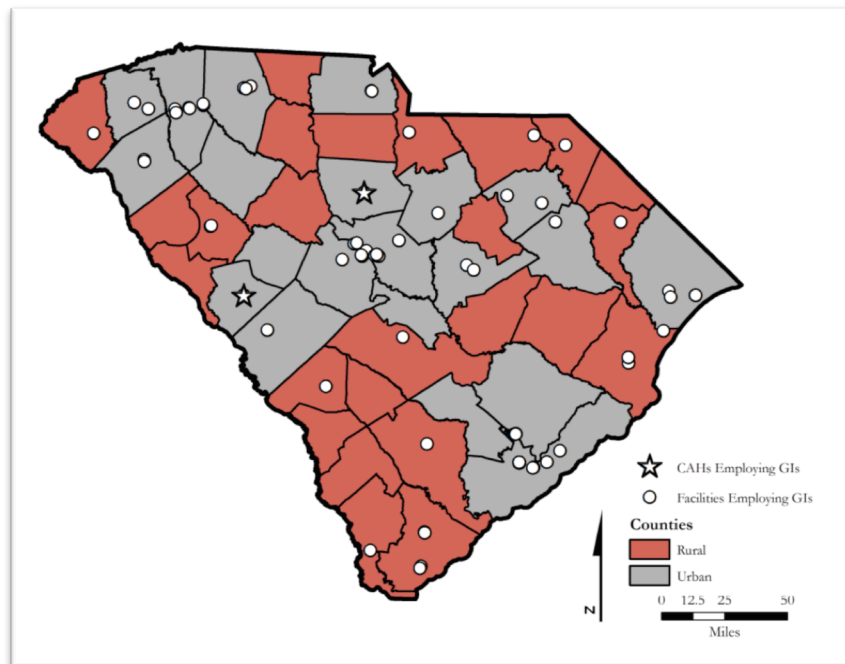 CAHs Employing GIs
Facilities Employing GIs
Counties
Rural
Urban
0 12.5 25 50
Miles
N